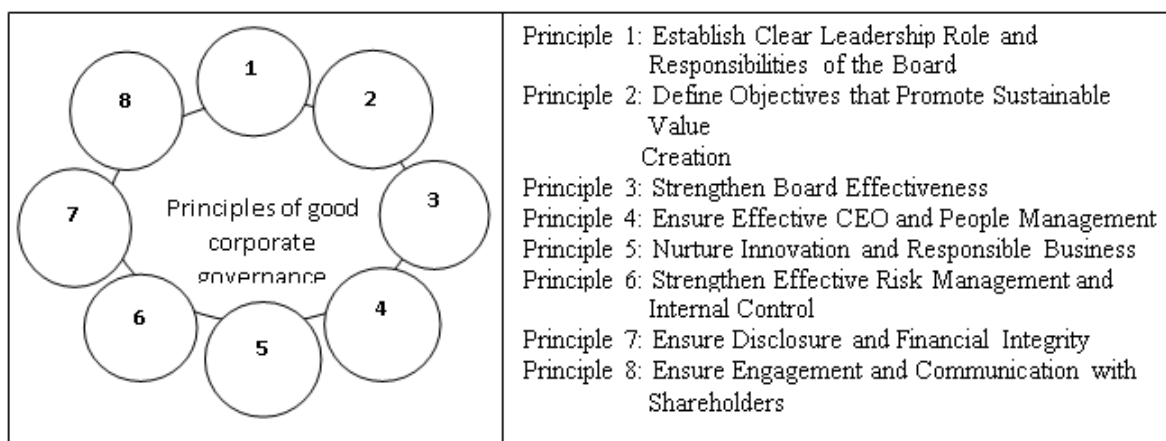 1
2
3
4
5
6
7
8
Principles of good
corporate
governance
Principle 1: Establish Clear Leadership Role and
Responsibilities of the Board
Principle 2: Define Objectives that Promote Sustainable
Value
Creation
Principle 3: Strengthen Board Effectiveness
Principle 4: Ensure Effective CEO and People Management
Principle 5: Nurture Innovation and Responsible Business
Principle 6: Strengthen Effective Risk Management and
Internal Control
Principle 7: Ensure Disclosure and Financial Integrity
Principle 8: Ensure Engagement and Communication with
Shareholders